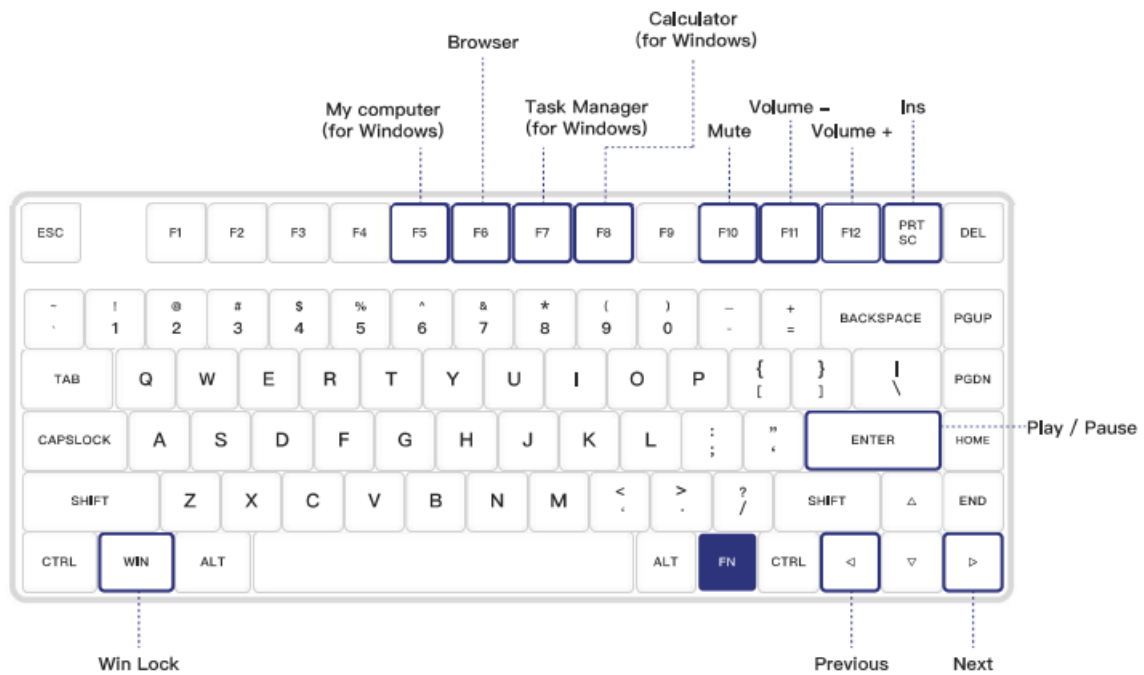 Calculator
(for Windows)
Browser
My computer
(for Windows)
Task Manager
(for Windows)
Volume –
Ins
Mute
Volume +
ESC F1 F2 F3 F4 F5 F6 F7 F8 F9 F10 F11 F12 PRT SC DEL
~ ! @ # $ % ^ & * ( ) — +
` 1 2 3 4 5 6 7 8 9 0 - = BACKSPACE PGUP
TAB Q W E R T Y U I O P { [ } ] | \ PGDN
CAPSLOCK A S D F G H J K L : ; " ‘ ENTER HOME
Play / Pause
SHIFT Z X C V B N M < ‘ > . ? / SHIFT △ END
CTRL WIN ALT ALT FN CTRL ◁ ▽ ▷
Win Lock
Previous
Next